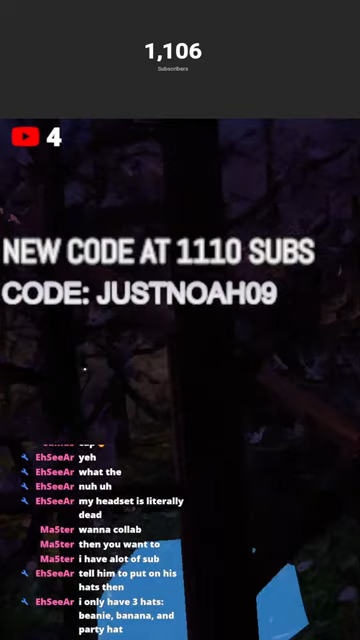 1,106
Subscribers
4
NEW CODE AT 1110 SUBS
CODE: JUSTNOAH09
EhSeeAr yeh
EhSeeAr what the
EhSeeAr nuh uh
EhSeeAr my headset is literally
dead
Ma5ter wanna collab
Ma5ter then you want to
Ma5ter i have alot of sub
EhSeeAr tell him to put on his
hats then
EhSeeAr i only have 3 hats:
beanie, banana, and
party hat